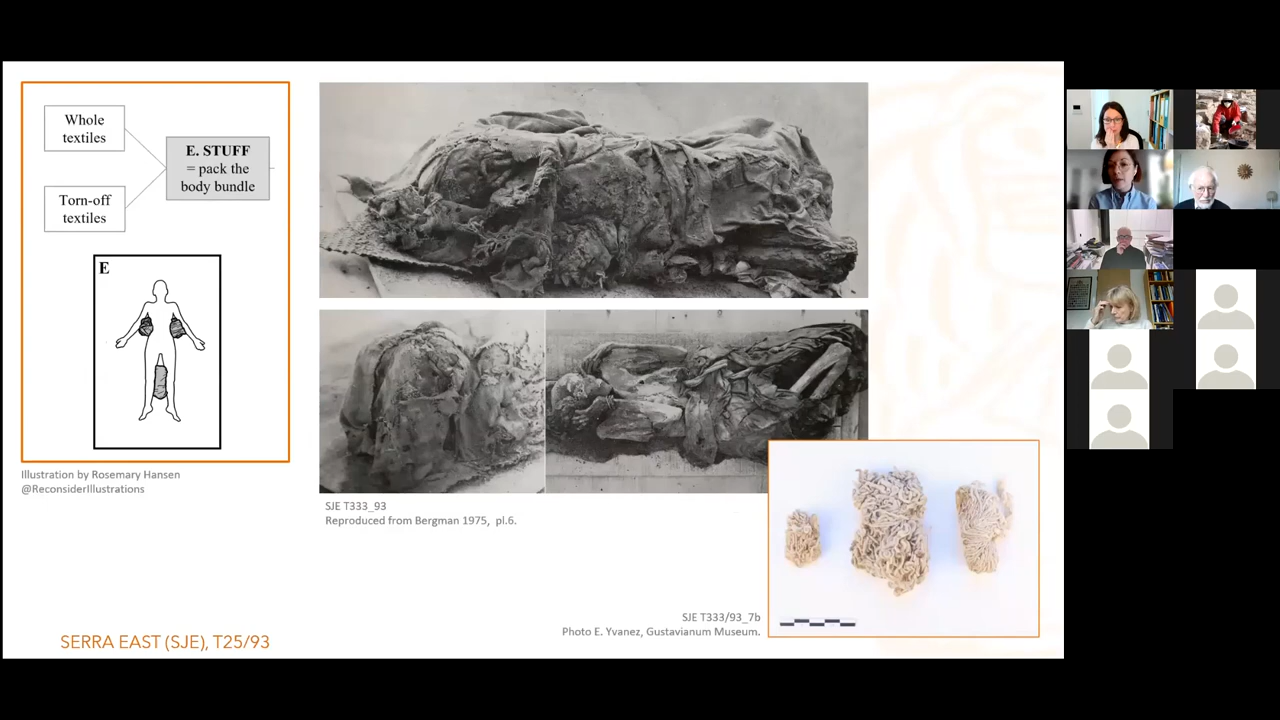 Whole
textiles
Torn-off
textiles
E. STUFF
= pack the
body bundle
E
Illustration by Rosemary Hansen
@ReconsiderIllustrations
SJE T333_93
Reproduced from Bergman 1975, pl.6.
SJE T333/93_7b
Photo E. Yvanez, Gustavianum Museum.
SERRA EAST (SJE), T25/93